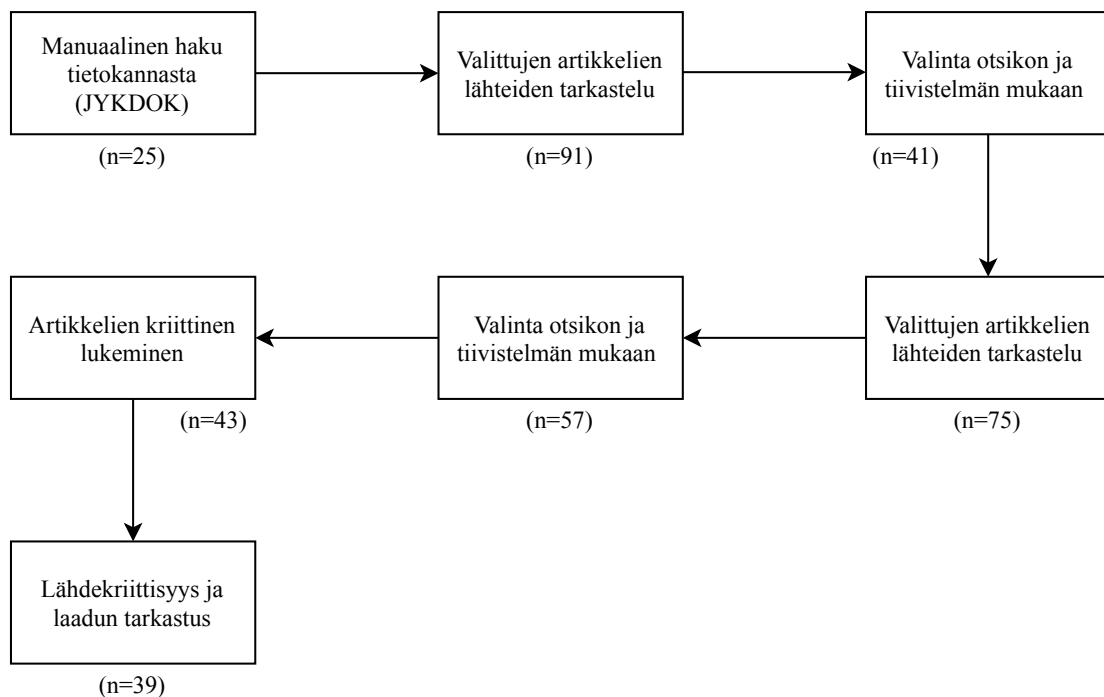 Manuaalinen haku
tietokannasta
(JYKDOK)
(n=25)
Valittujen artikkelien
lähteiden tarkastelu
(n=91)
Valinta otsikon ja
tiivistelmän mukaan
(n=41)
Valittujen artikkelien
lähteiden tarkastelu
(n=75)
Valinta otsikon ja
tiivistelmän mukaan
(n=57)
Artikkelien kriittinen
lukeminen
(n=43)
Lähdekriittisyys ja
laadun tarkastus
(n=39)